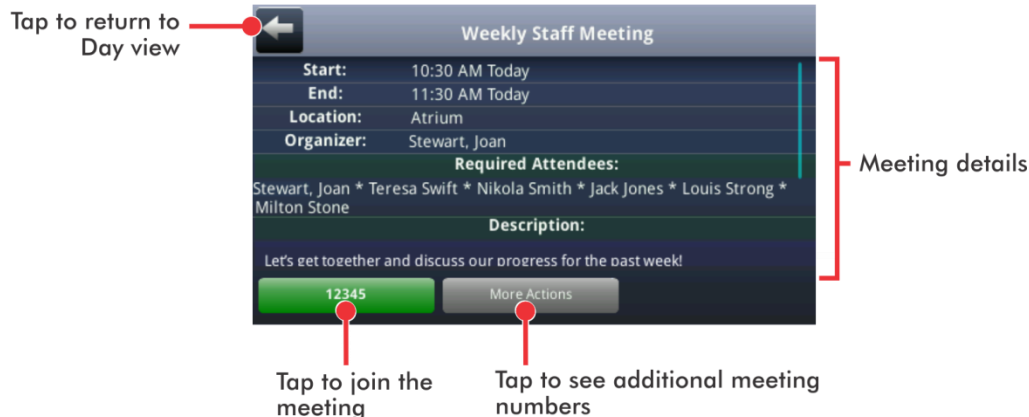 Tap to return to
Day view
Weekly Staff Meeting
Start: 10:30 AM Today
End: 11:30 AM Today
Location: Atrium
Organizer: Stewart, Joan
Required Attendees:
Stewart, Joan * Teresa Swift * Nikola Smith * Jack Jones * Louis Strong *
Milton Stone
Meeting details
Description:
Let's get together and discuss our progress for the past week!
12345
More Actions
Tap to join the
meeting
Tap to see additional meeting
numbers